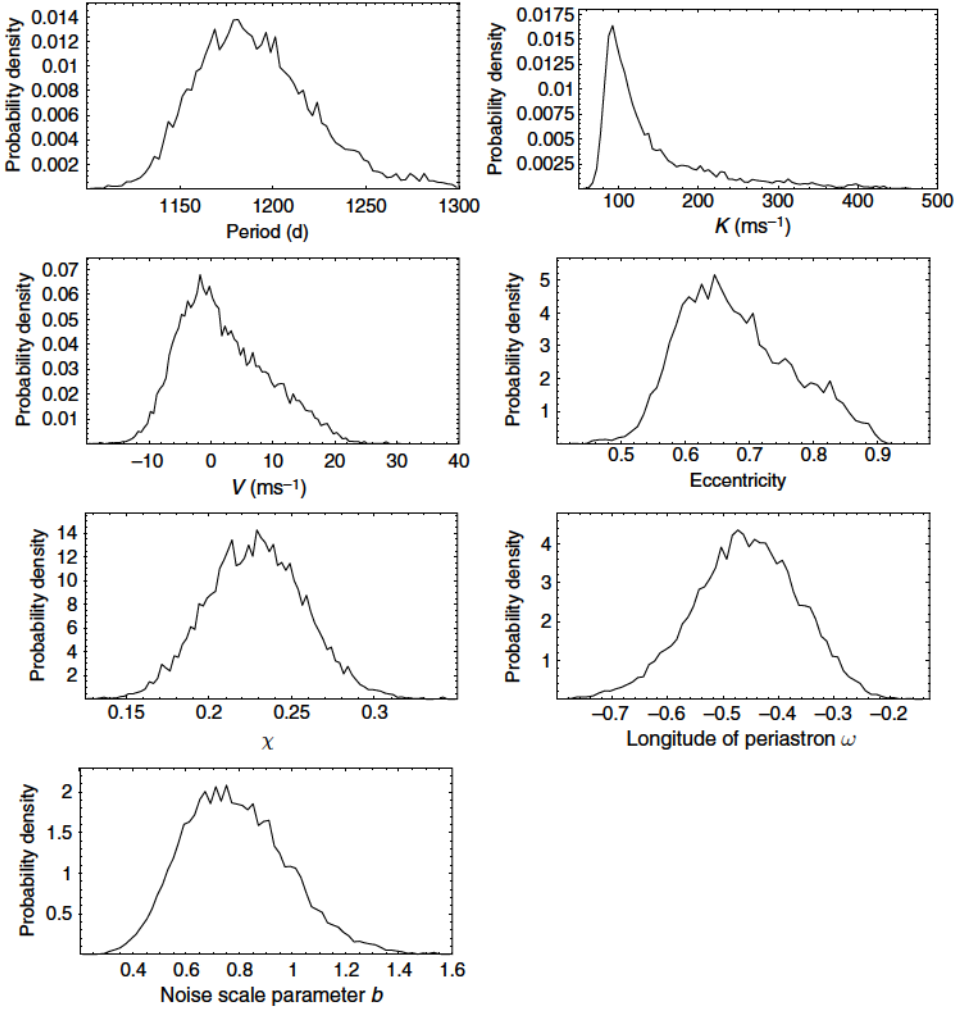 Probability density
0.014
0.012
0.01
0.008
0.006
0.004
0.002
1150 1200 1250 1300
Period (d)
Probability density
0.0175
0.015
0.0125
0.01
0.0075
0.005
0.0025
100 200 300 400 500
K (ms⁻¹)
Probability density
0.07
0.06
0.05
0.04
0.03
0.02
0.01
−10 0 10 20 30 40
V (ms⁻¹)
Probability density
5
4
3
2
1
0.5 0.6 0.7 0.8 0.9
Eccentricity
Probability density
14
12
10
8
6
4
2
0.15 0.2 0.25 0.3
χ
Probability density
4
3
2
1
−0.7 −0.6 −0.5 −0.4 −0.3 −0.2
Longitude of periastron ω
Probability density
2
1.5
1
0.5
0.4 0.6 0.8 1 1.2 1.4 1.6
Noise scale parameter b